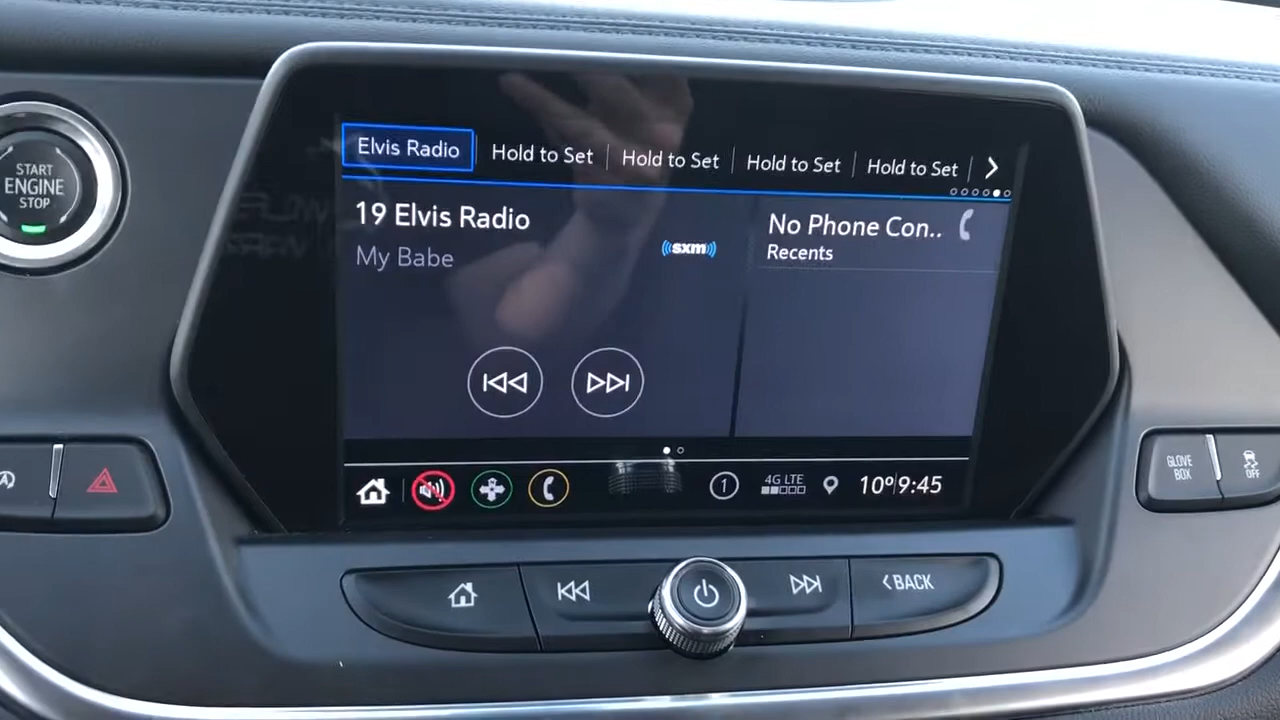 START
ENGINE
STOP
Elvis Radio
Hold to Set
Hold to Set
Hold to Set
Hold to Set
19 Elvis Radio
My Babe
sxm
No Phone Con..
Recents
1
4G LTE
10° 9:45
GLOVE
BOX
OFF
BACK